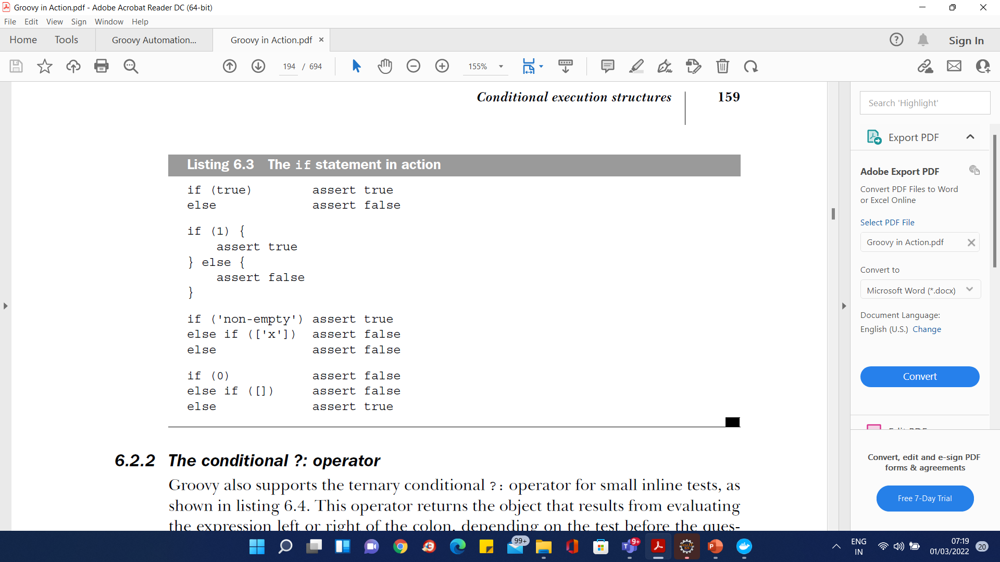 Groovy in Action.pdf - Adobe Acrobat Reader DC (64-bit)
File Edit View Sign Window Help
Home Tools Groovy Automation... Groovy in Action.pdf ×
Sign In
194 / 694 155%
Conditional execution structures 159
Listing 6.3 The if statement in action
if (true) assert true
else assert false
if (1) {
assert true
} else {
assert false
}
if ('non-empty') assert true
else if (['x']) assert false
else assert false
if (0) assert false
else if ([]) assert false
else assert true
6.2.2 The conditional ?: operator
Groovy also supports the ternary conditional ?: operator for small inline tests, as
shown in listing 6.4. This operator returns the object that results from evaluating
the expression left or right of the colon, depending on the test before the ques-
Search 'Highlight'
Export PDF
Adobe Export PDF
Convert PDF Files to Word
or Excel Online
Select PDF File
Groovy in Action.pdf
Convert to
Microsoft Word (*.docx)
Document Language:
English (U.S.) Change
Convert
Convert, edit and e-sign PDF
forms & agreements
Free 7-Day Trial
99+
9+
ENG
IN
07:19
01/03/2022
20